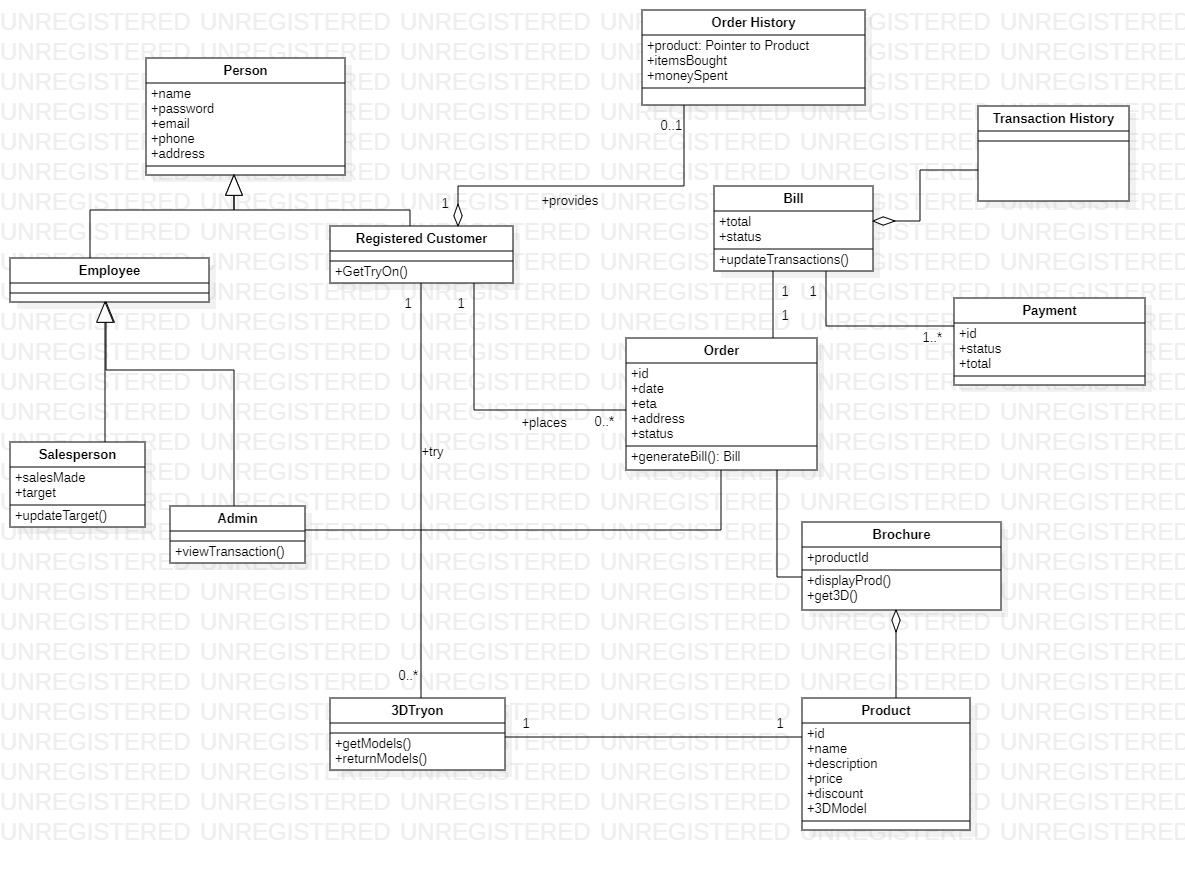 Order History
+product: Pointer to Product
+itemsBought
+moneySpent
Person
+name
+password
+email
+phone
+address
0..1
Transaction History
1
+provides
Bill
+total
+status
+updateTransactions()
Registered Customer
+GetTryOn()
Employee
1
1
1
1
1
Payment
+id
+status
+total
1..*
Order
+id
+date
+eta
+address
+status
+generateBill(): Bill
+places
0..*
+try
Salesperson
+salesMade
+target
+updateTarget()
Admin
+viewTransaction()
Brochure
+productId
+displayProd()
+get3D()
0..*
3DTryon
+getModels()
+returnModels()
1
1
Product
+id
+name
+description
+price
+discount
+3DModel
UNREGISTERED UNREGISTERED UNREGISTERED UNREGISTERED UNREGISTERED UNREGISTERED